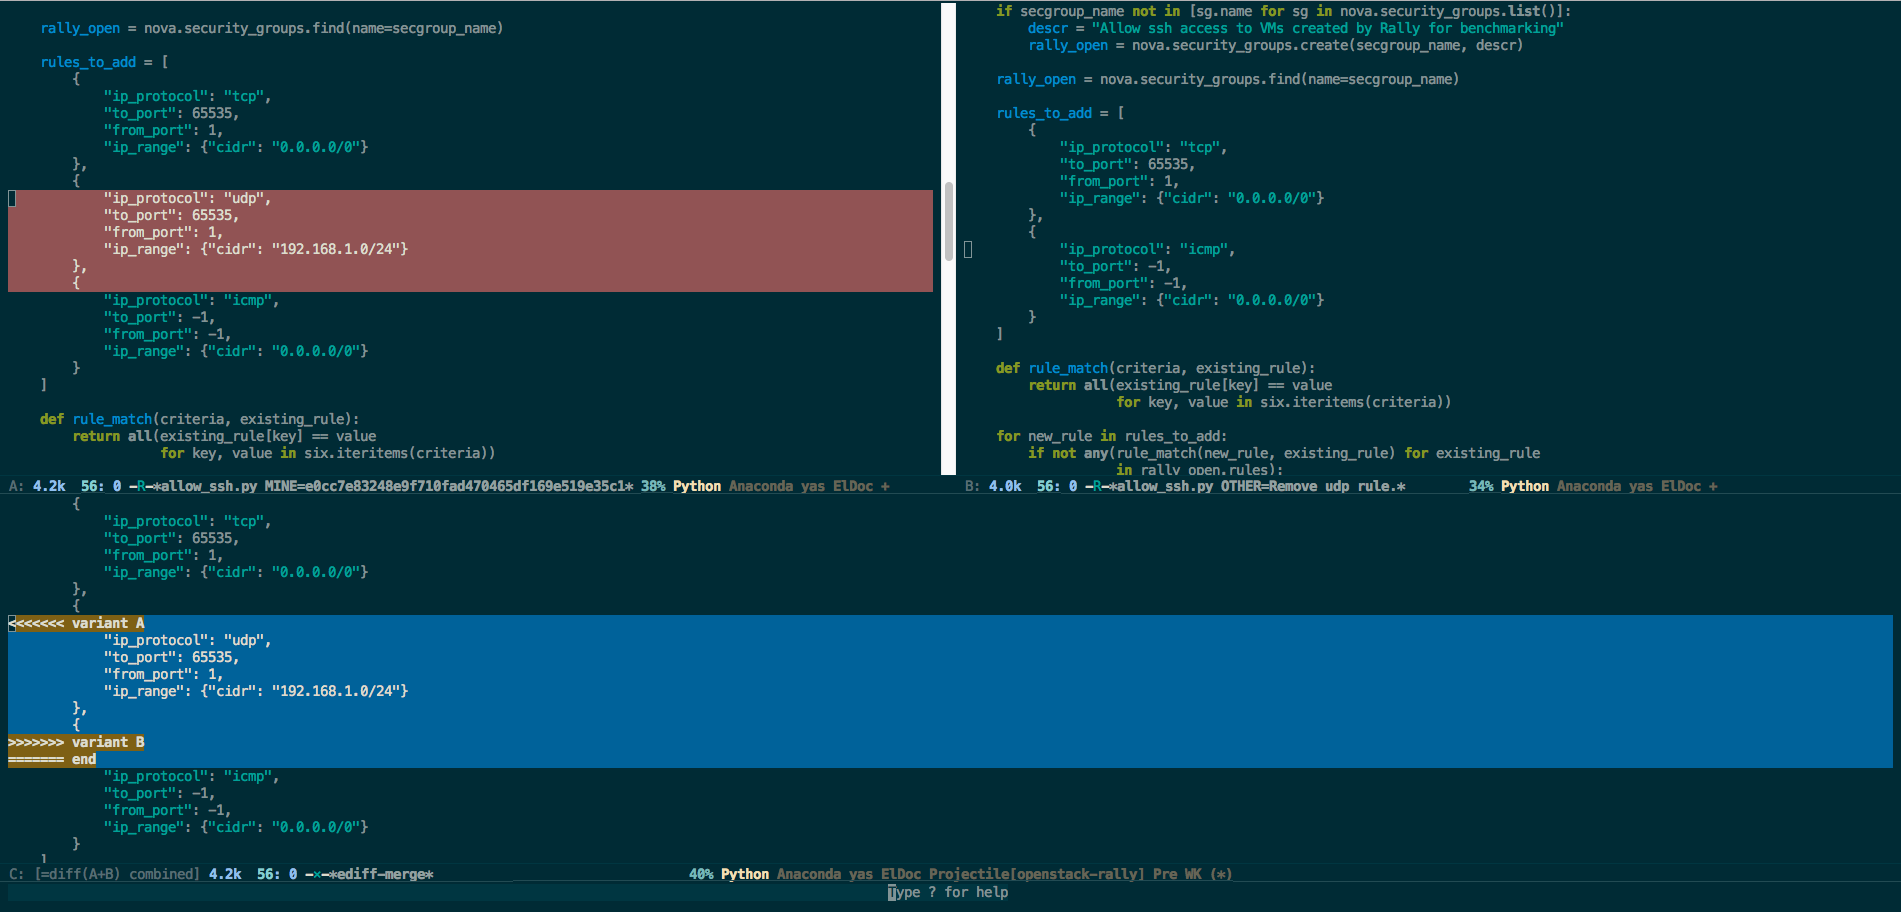 rally_open = nova.security_groups.find(name=secgroup_name)
    rules_to_add = [
        {
            "ip_protocol": "tcp",
            "to_port": 65535,
            "from_port": 1,
            "ip_range": {"cidr": "0.0.0.0/0"}
        },
        {
            "ip_protocol": "udp",
            "to_port": 65535,
            "from_port": 1,
            "ip_range": {"cidr": "192.168.1.0/24"}
        },
        {
            "ip_protocol": "icmp",
            "to_port": -1,
            "from_port": -1,
            "ip_range": {"cidr": "0.0.0.0/0"}
        }
    ]
    def rule_match(criteria, existing_rule):
        return all(existing_rule[key] == value
                   for key, value in six.iteritems(criteria))
A: 4.2k  56: 0 -R-*allow_ssh.py MINE=e0cc7e83248e9f710fad470465df169e519e35c1* 38% Python Anaconda yas ElDoc +
    if secgroup_name not in [sg.name for sg in nova.security_groups.list()]:
        descr = "Allow ssh access to VMs created by Rally for benchmarking"
        rally_open = nova.security_groups.create(secgroup_name, descr)
    rally_open = nova.security_groups.find(name=secgroup_name)
    rules_to_add = [
        {
            "ip_protocol": "tcp",
            "to_port": 65535,
            "from_port": 1,
            "ip_range": {"cidr": "0.0.0.0/0"}
        },
        {
            "ip_protocol": "icmp",
            "to_port": -1,
            "from_port": -1,
            "ip_range": {"cidr": "0.0.0.0/0"}
        }
    ]
    def rule_match(criteria, existing_rule):
        return all(existing_rule[key] == value
                   for key, value in six.iteritems(criteria))
    for new_rule in rules_to_add:
        if not any(rule_match(new_rule, existing_rule) for existing_rule
                   in rally_open.rules):
B: 4.0k  56: 0 -R-*allow_ssh.py OTHER=Remove udp rule.*        34% Python Anaconda yas ElDoc +
        {
            "ip_protocol": "tcp",
            "to_port": 65535,
            "from_port": 1,
            "ip_range": {"cidr": "0.0.0.0/0"}
        },
        {
<<<<<<< variant A
            "ip_protocol": "udp",
            "to_port": 65535,
            "from_port": 1,
            "ip_range": {"cidr": "192.168.1.0/24"}
        },
        {
>>>>>>> variant B
======= end
            "ip_protocol": "icmp",
            "to_port": -1,
            "from_port": -1,
            "ip_range": {"cidr": "0.0.0.0/0"}
        }
    ]
C: [=diff(A+B) combined] 4.2k  56: 0 -×-*ediff-merge*                                40% Python Anaconda yas ElDoc Projectile[openstack-rally] Pre WK (*)
Type ? for help